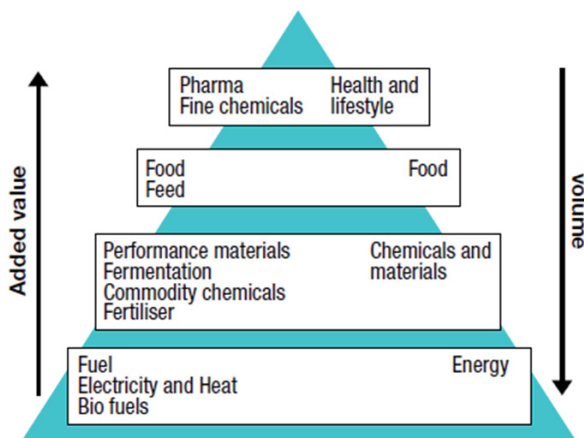 Pharma Health and
Fine chemicals lifestyle
Food Food
Feed
Performance materials Chemicals and
Fermentation materials
Commodity chemicals
Fertiliser
Fuel Energy
Electricity and Heat
Bio fuels
Added value
volume